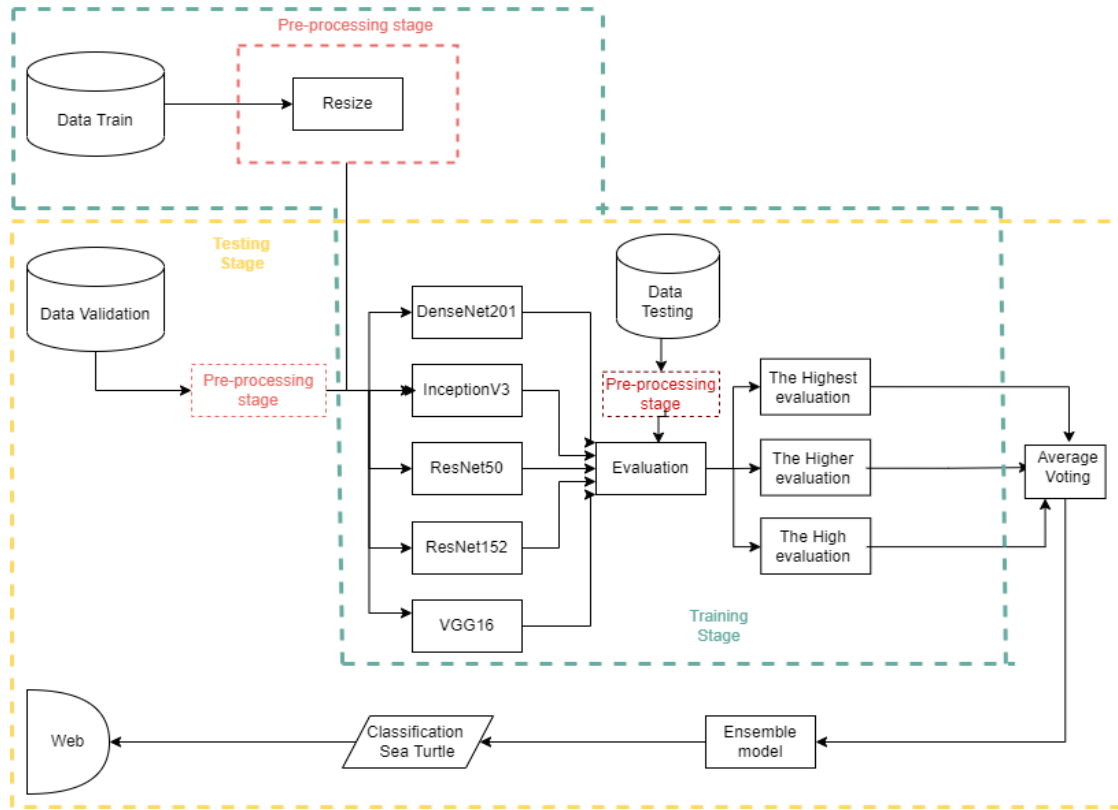 Pre-processing stage
Data Train
Resize
Testing
Stage
Data Validation
Pre-processing
stage
DenseNet201
InceptionV3
ResNet50
ResNet152
VGG16
Data
Testing
Pre-processing
stage
Evaluation
The Highest
evaluation
The Higher
evaluation
The High
evaluation
Average
Voting
Training
Stage
Web
Classification
Sea Turtle
Ensemble
model